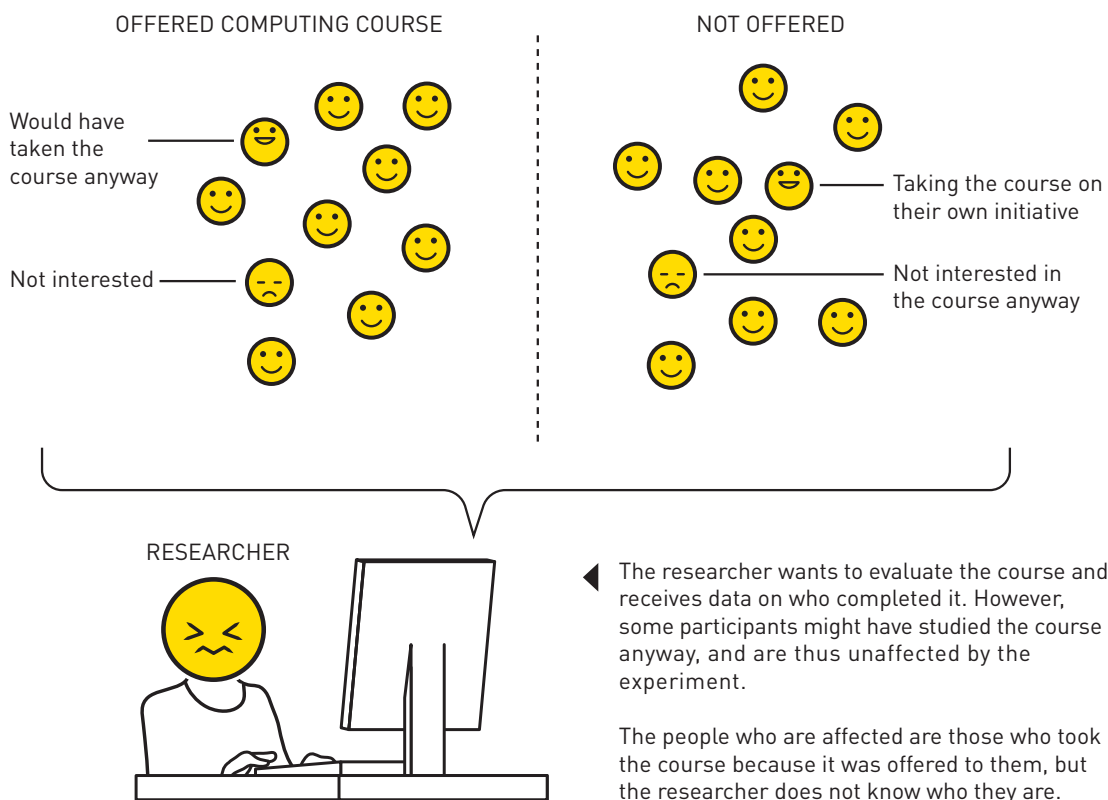 OFFERED COMPUTING COURSE
NOT OFFERED
Would have
taken the
course anyway
Not interested
Taking the course on
their own initiative
Not interested in
the course anyway
RESEARCHER
The researcher wants to evaluate the course and
receives data on who completed it. However,
some participants might have studied the course
anyway, and are thus unaffected by the
experiment.
The people who are affected are those who took
the course because it was offered to them, but
the researcher does not know who they are.